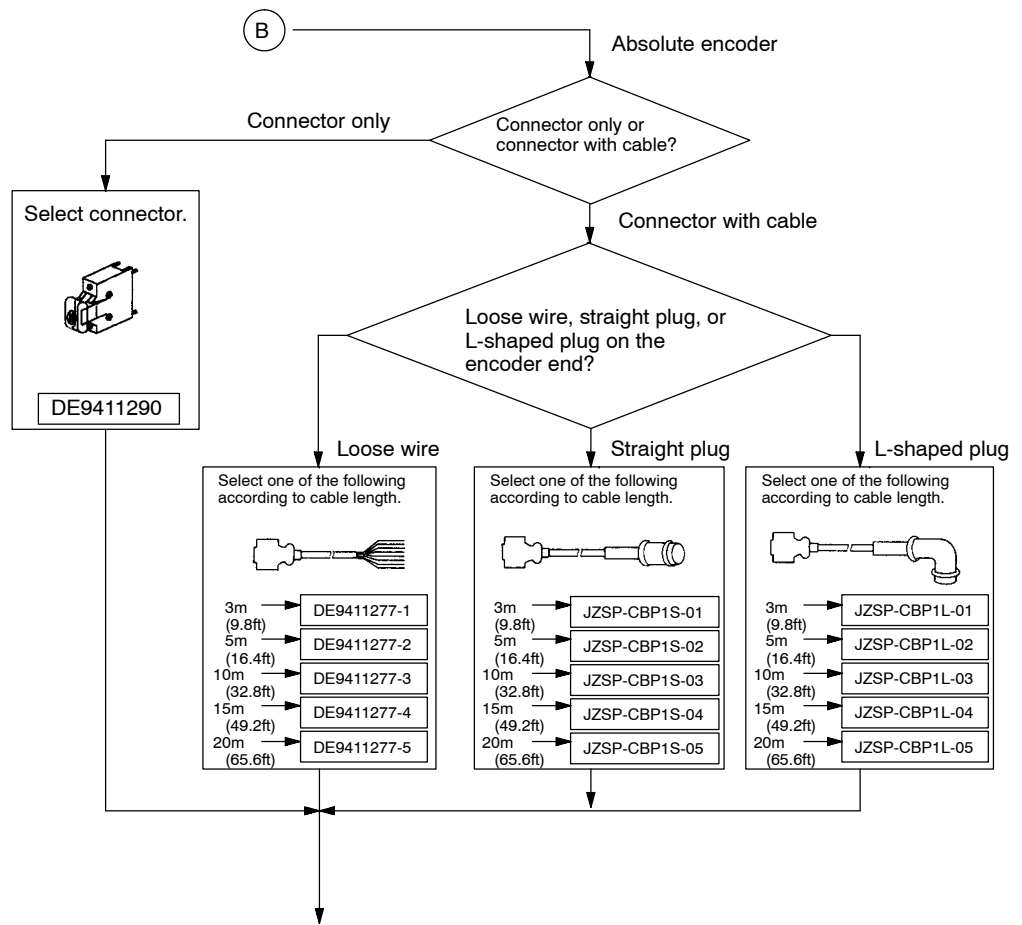 B
Absolute encoder
Connector only or
connector with cable?
Connector only
Select connector.
DE9411290
Connector with cable
Loose wire, straight plug, or
L-shaped plug on the
encoder end?
Loose wire
Select one of the following
according to cable length.
3m
(9.8ft)
DE9411277-1
5m
(16.4ft)
DE9411277-2
10m
(32.8ft)
DE9411277-3
15m
(49.2ft)
DE9411277-4
20m
(65.6ft)
DE9411277-5
Straight plug
Select one of the following
according to cable length.
3m
(9.8ft)
JZSP-CBP1S-01
5m
(16.4ft)
JZSP-CBP1S-02
10m
(32.8ft)
JZSP-CBP1S-03
15m
(49.2ft)
JZSP-CBP1S-04
20m
(65.6ft)
JZSP-CBP1S-05
L-shaped plug
Select one of the following
according to cable length.
3m
(9.8ft)
JZSP-CBP1L-01
5m
(16.4ft)
JZSP-CBP1L-02
10m
(32.8ft)
JZSP-CBP1L-03
15m
(49.2ft)
JZSP-CBP1L-04
20m
(65.6ft)
JZSP-CBP1L-05